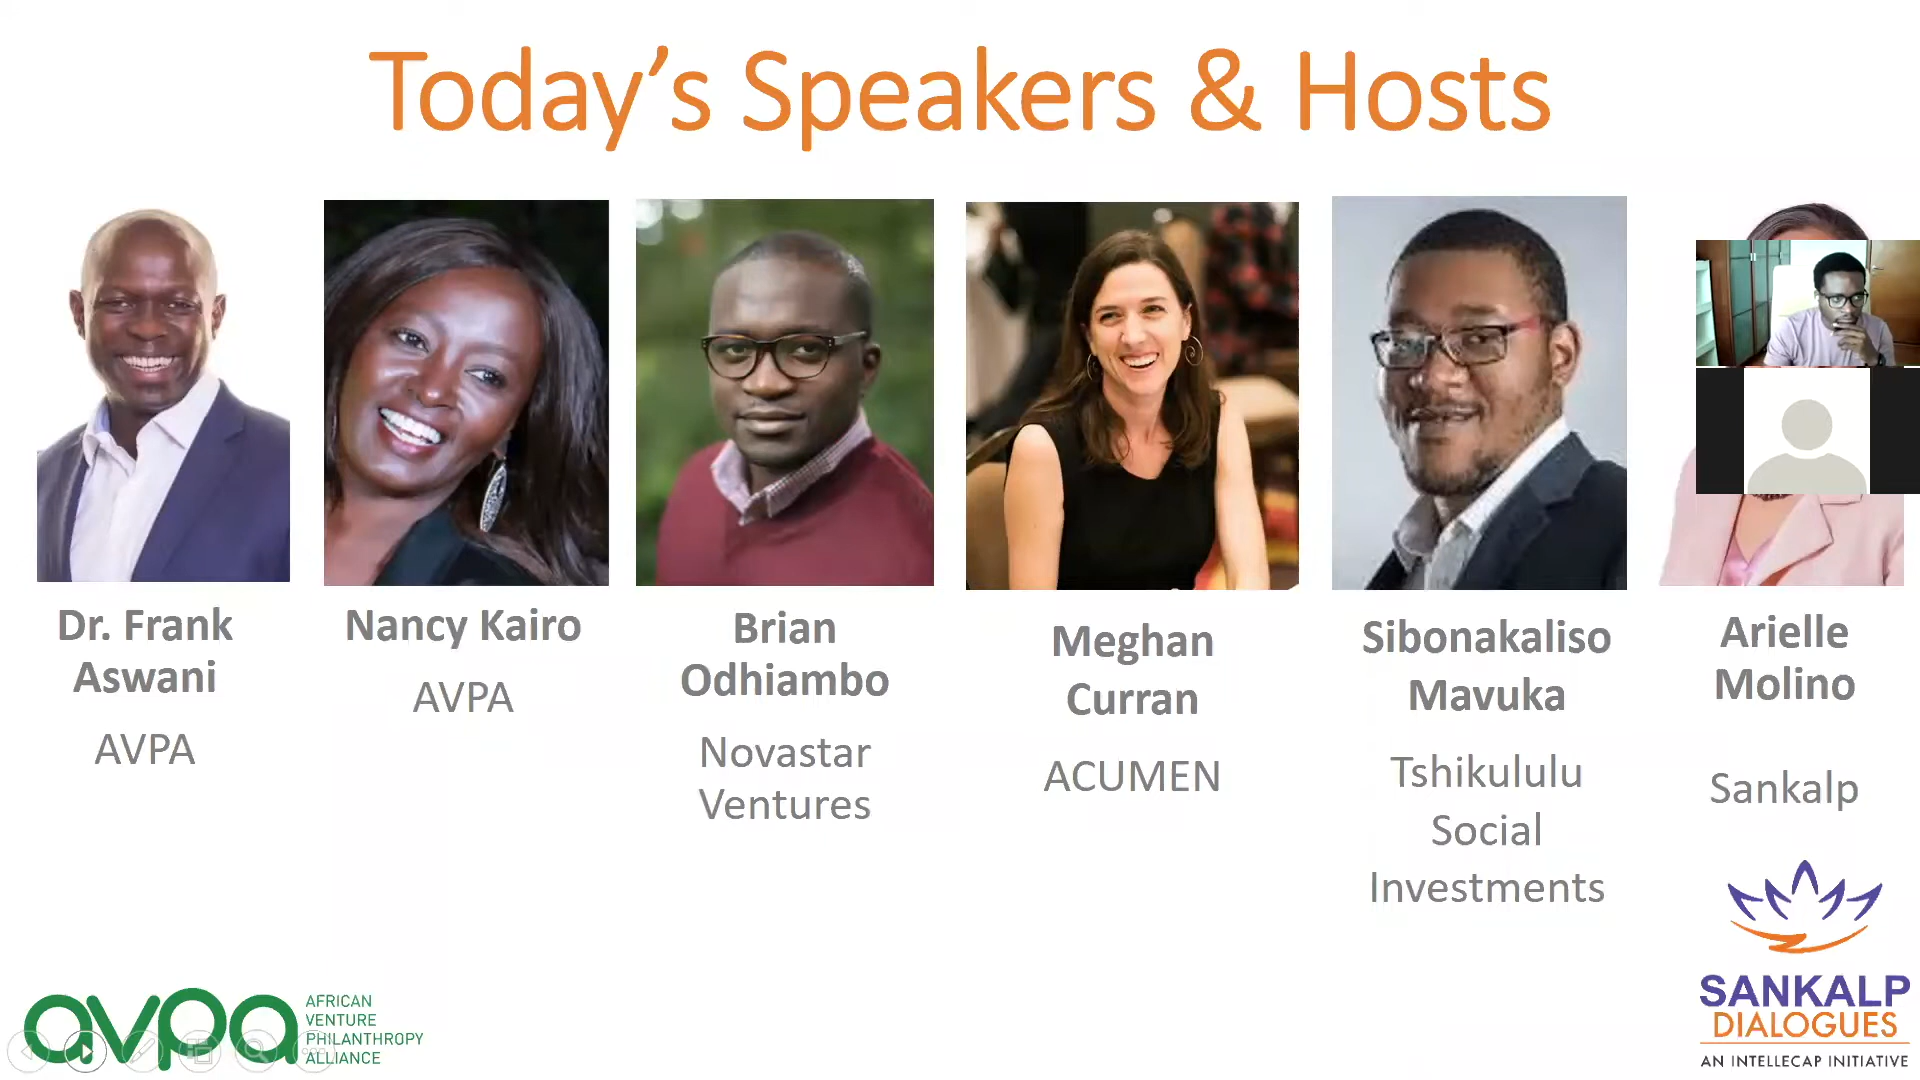 Today's Speakers & Hosts
Dr. Frank
Aswani
AVPA
Nancy Kairo
AVPA
Brian
Odhiambo
Novastar
Ventures
Meghan
Curran
ACUMEN
Sibonakaliso
Mavuka
Tshikululu
Social
Investments
Arielle
Molino
Sankalp
avpa
AFRICAN
VENTURE
PHILANTHROPY
ALLIANCE
SANKALP
DIALOGUES
AN INTELLECAP INITIATIVE